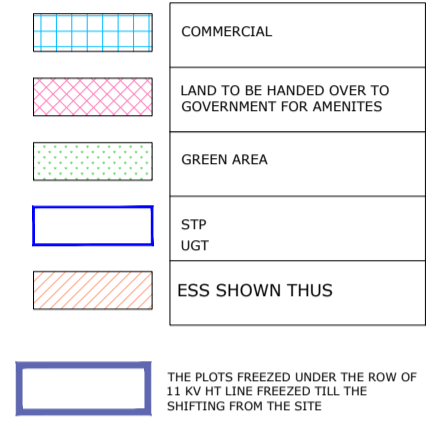 COMMERCIAL
LAND TO BE HANDED OVER TO
GOVERNMENT FOR AMENITES
GREEN AREA
STP
UGT
ESS SHOWN THUS
THE PLOTS FREEZED UNDER THE ROW OF
11 KV HT LINE FREEZED TILL THE
SHIFTING FROM THE SITE